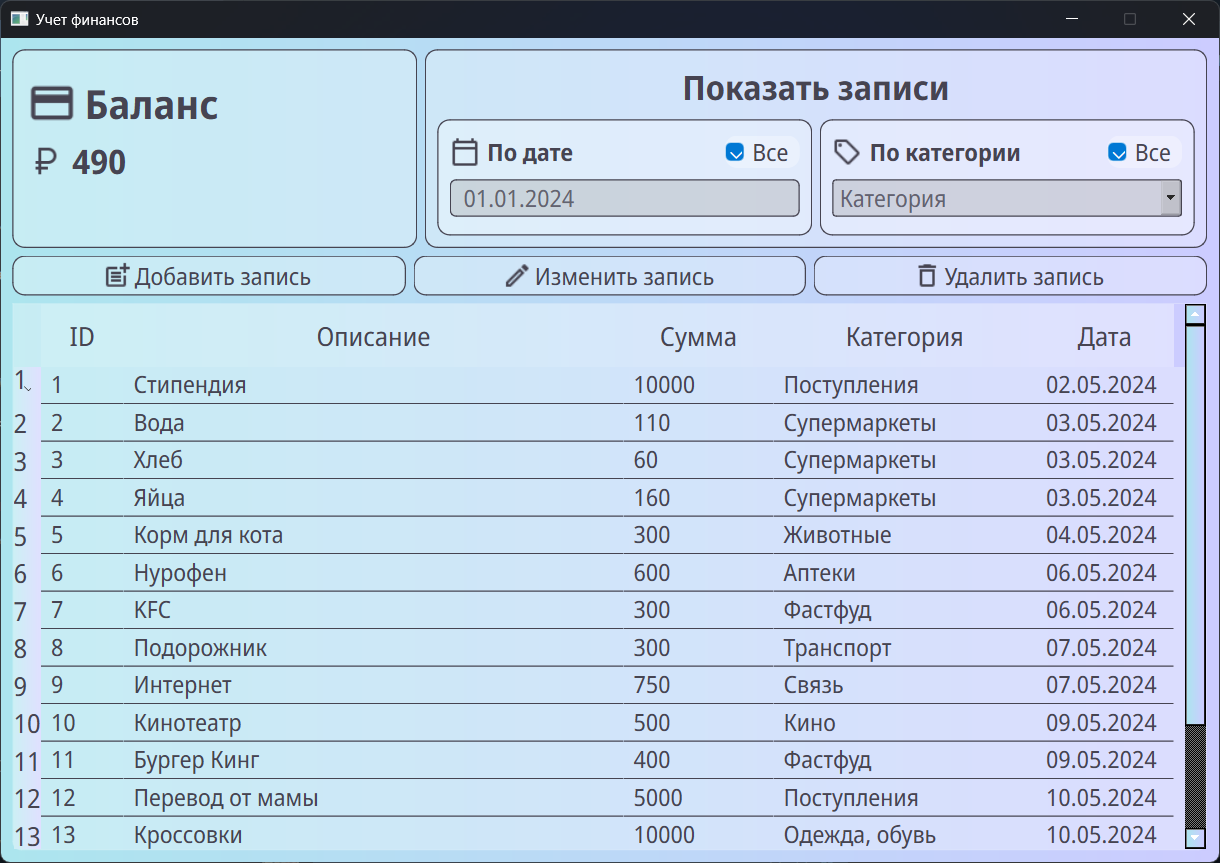 Учет финансов
Баланс
₽ 490
Показать записи
По дате Все
01.01.2024
По категории Все
Категория
Добавить запись Изменить запись Удалить запись
ID Описание Сумма Категория Дата
1 1 Стипендия 10000 Поступления 02.05.2024
2 2 Вода 110 Супермаркеты 03.05.2024
3 3 Хлеб 60 Супермаркеты 03.05.2024
4 4 Яйца 160 Супермаркеты 03.05.2024
5 5 Корм для кота 300 Животные 04.05.2024
6 6 Нурофен 600 Аптеки 06.05.2024
7 7 KFC 300 Фастфуд 06.05.2024
8 8 Подорожник 300 Транспорт 07.05.2024
9 9 Интернет 750 Связь 07.05.2024
10 10 Кинотеатр 500 Кино 09.05.2024
11 11 Бургер Кинг 400 Фастфуд 09.05.2024
12 12 Перевод от мамы 5000 Поступления 10.05.2024
13 13 Кроссовки 10000 Одежда, обувь 10.05.2024